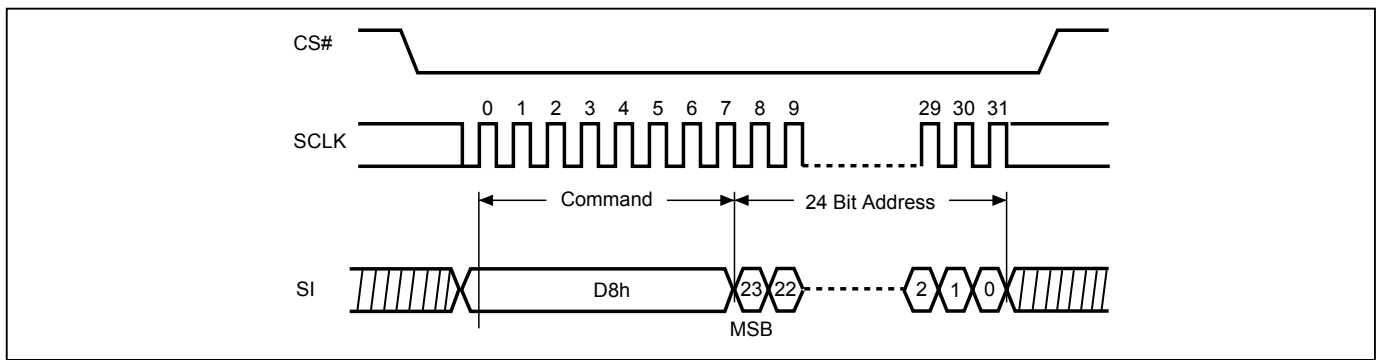 CS#
0 1 2 3 4 5 6 7 8 9 29 30 31
SCLK
Command 24 Bit Address
SI D8h 23 22 2 1 0
MSB